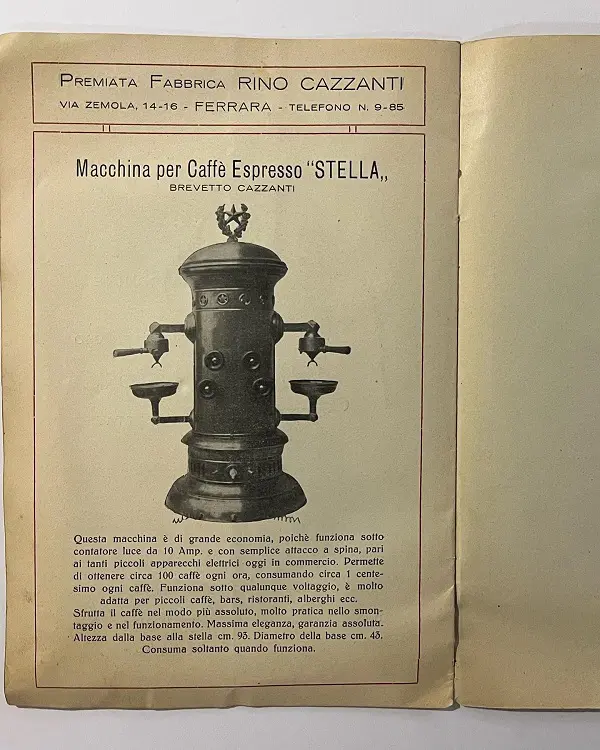 PREMIATA FABBRICA RINO CAZZANTI
VIA ZEMOLA, 14-16 - FERRARA - TELEFONO N. 9-85
Macchina per Caffè Espresso "STELLA„
BREVETTO CAZZANTI
Questa macchina è di grande economia, poichè funziona sotto
contatore luce da 10 Amp. e con semplice attacco a spina, pari
ai tanti piccoli apparecchi elettrici oggi in commercio. Permette
di ottenere circa 100 caffè ogni ora, consumando circa 1 cente-
simo ogni caffè. Funziona sotto qualunque voltaggio, è molto
adatta per piccoli caffè, bars, ristoranti, alberghi ecc.
Sfrutta il caffè nel modo più assoluto, molto pratica nello smon-
taggio e nel funzionamento. Massima eleganza, garanzia assoluta.
Altezza dalla base alla stella cm. 95. Diametro della base cm. 45.
Consuma soltanto quando funziona.